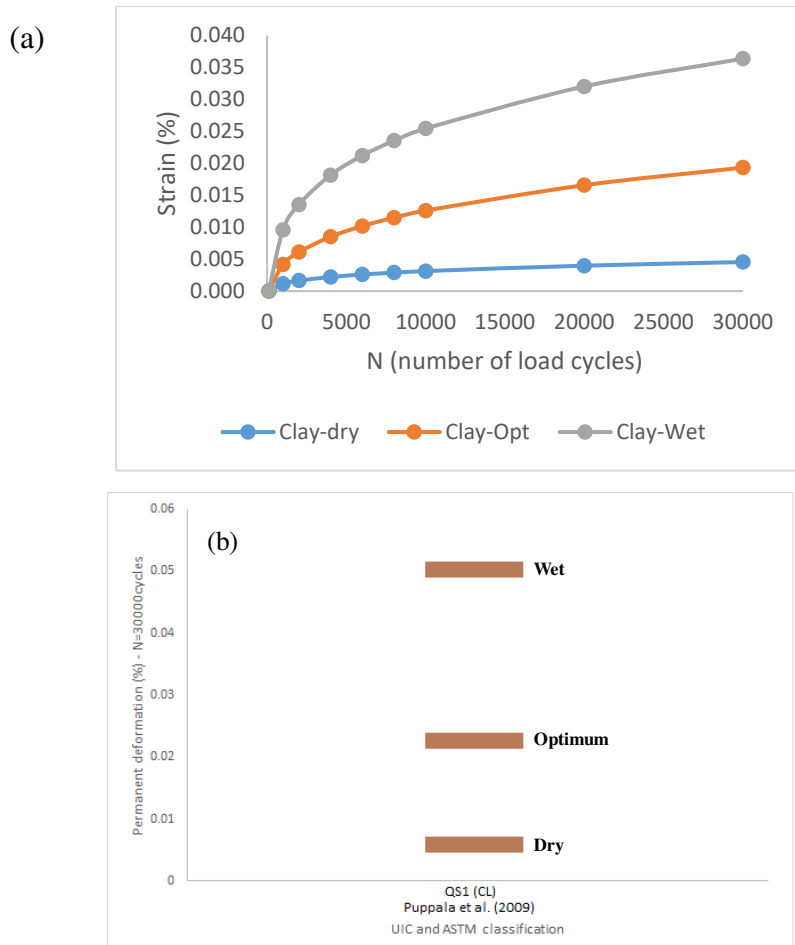 (a)
Strain (%)
0.040
0.035
0.030
0.025
0.020
0.015
0.010
0.005
0.000
0 5000 10000 15000 20000 25000 30000
N (number of load cycles)
Clay-dry Clay-Opt Clay-Wet
(b)
Permanent deformation (%) - N=30000cycles
0.06
0.05
0.04
0.03
0.02
0.01
0
Wet
Optimum
Dry
QS1 (CL)
Puppala et al. (2009)
UIC and ASTM classification